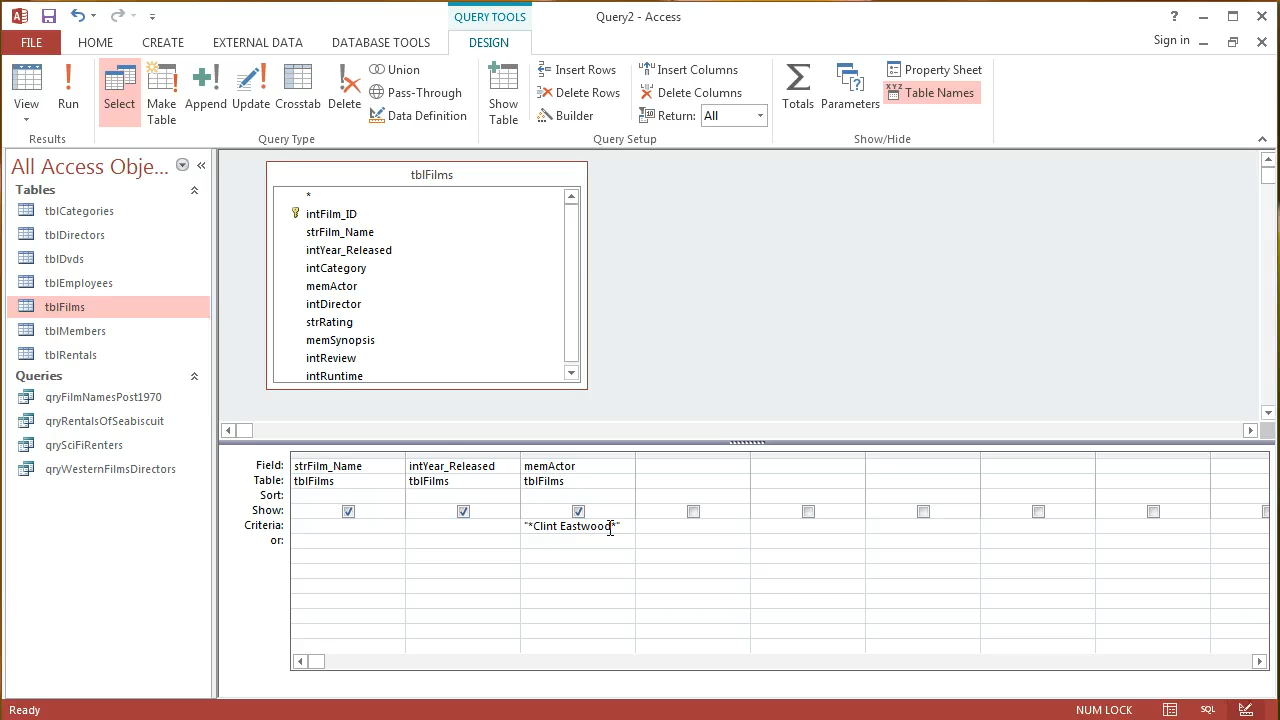 QUERY TOOLS
Query2 - Access
?
FILE
HOME
CREATE
EXTERNAL DATA
DATABASE TOOLS
DESIGN
Sign in
View
Run
Select
Make Table
Append
Update
Crosstab
Delete
Union
Pass-Through
Data Definition
Show Table
Insert Rows
Delete Rows
Builder
Insert Columns
Delete Columns
Return: All
Totals
Parameters
Property Sheet
XYZ
Table Names
Results
Query Type
Query Setup
Show/Hide
All Access Obje...
Tables
tblCategories
tblDirectors
tblDvds
tblEmployees
tblFilms
tblMembers
tblRentals
Queries
qryFilmNamesPost1970
qryRentalsOfSeabiscuit
qrySciFiRenters
qryWesternFilmsDirectors
tblFilms
*
intFilm_ID
strFilm_Name
intYear_Released
intCategory
memActor
intDirector
strRating
memSynopsis
intReview
intRuntime
Field: strFilm_Name intYear_Released memActor
Table: tblFilms tblFilms tblFilms
Sort:
Show:
Criteria: "*Clint Eastwood*"
or:
Ready
NUM LOCK
SQL